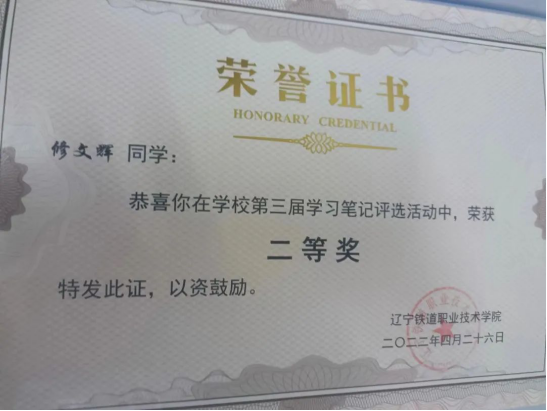 荣誉证书
HONORARY CREDENTIAL
修文辉 同学：
恭喜你在学校第三届学习笔记评选活动中，荣获
二等奖
特发此证，以资鼓励。
辽宁铁道职业技术学院
二〇二二年四月二十六日